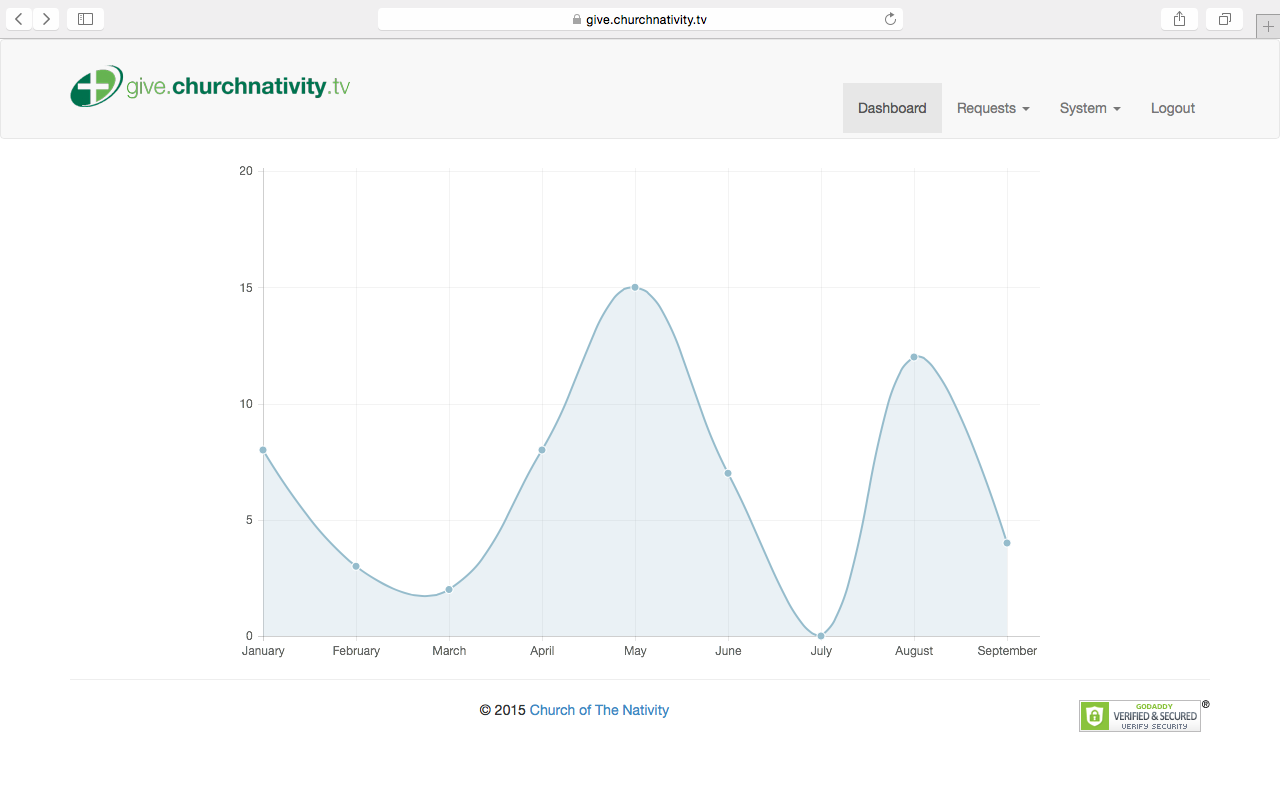 give.churchnativity.tv
give.churchnativity.tv
Dashboard Requests System Logout
20
15
10
5
0
January February March April May June July August September
© 2015 Church of The Nativity
GODADDY
VERIFIED & SECURED
VERIFY SECURITY
®